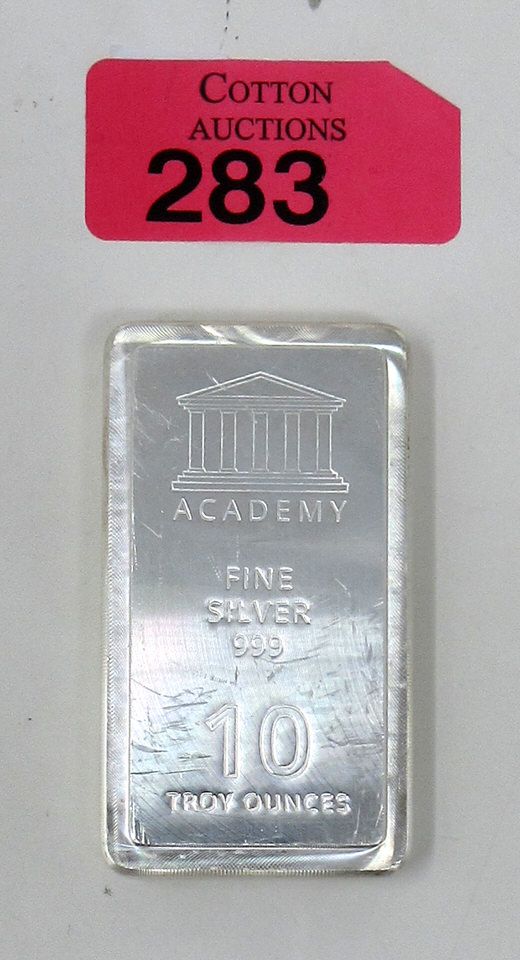 COTTON
AUCTIONS
283
ACADEMY
FINE
SILVER
999
10
TROY OUNCES